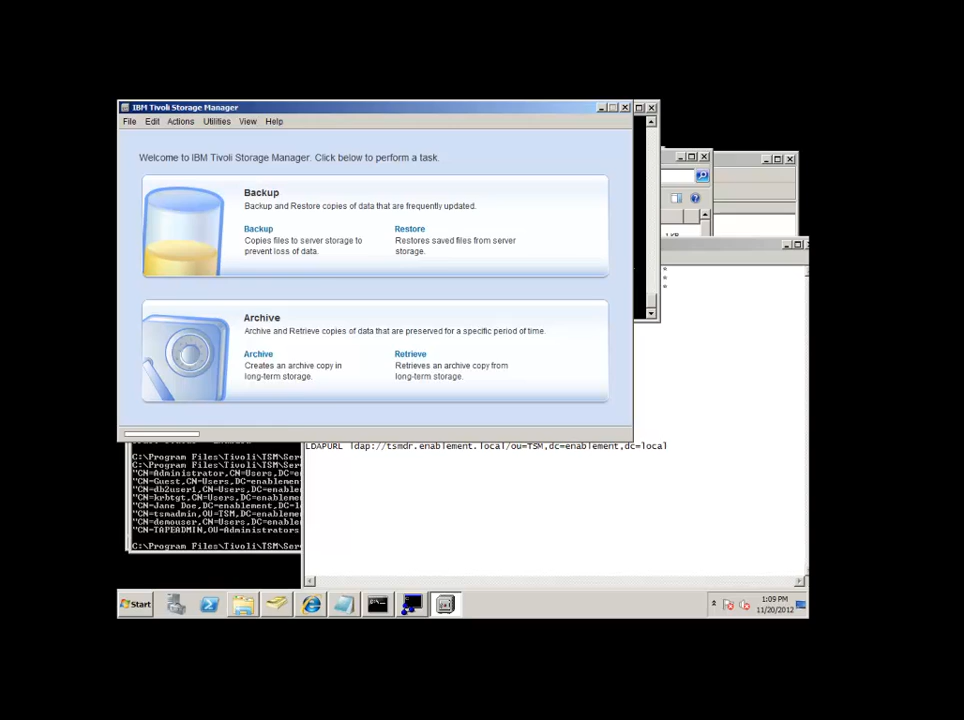 IBM Tivoli Storage Manager
File Edit Actions Utilities View Help
Welcome to IBM Tivoli Storage Manager. Click below to perform a task.
Backup
Backup and Restore copies of data that are frequently updated.
Backup
Copies files to server storage to
prevent loss of data.
Restore
Restores saved files from server
storage.
Archive
Archive and Retrieve copies of data that are preserved for a specific period of time.
Archive
Creates an archive copy in
long-term storage.
Retrieve
Retrieves an archive copy from
long-term storage.
*
*
*
LDAPURL ldap://tsmdr.enablement.local/ou=TSM,dc=enablement,dc=local
C:\Program Files\Tivoli\TSM\Ser
C:\Program Files\Tivoli\TSM\Ser
"CN=Administrator,CN=Users,DC=e
"CN=Guest,CN=Users,DC=enablemen
"CN=db2user1,CN=Users,DC=enable
"CN=krbtgt,CN=Users,DC=enableme
"CN=Jane Doe,DC=enablement,DC=l
"CN=tsmadmin,OU=TSM,DC=enableme
"CN=demouser,CN=Users,DC=enable
"CN=TAPEADMIN,OU=Administrators
C:\Program Files\Tivoli\TSM\Ser
Start
1:09 PM
11/20/2012